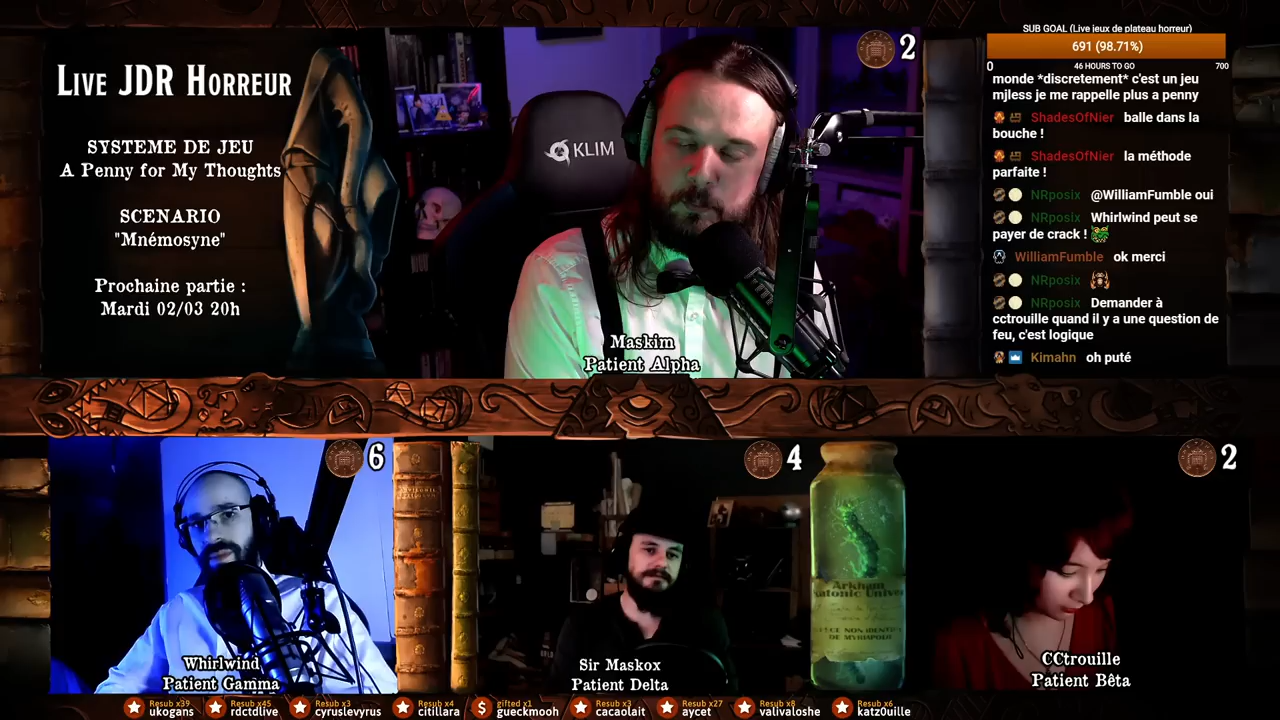 LIVE JDR HORREUR
SYSTEME DE JEU
A Penny for My Thoughts
SCENARIO
"Mnémosyne"
Prochaine partie :
Mardi 02/03 20h
KLIM
2
Maskim
Patient Alpha
SUB GOAL (Live jeux de plateau horreur)
691 (98.71%)
0
46 HOURS TO GO
700
monde *discretement* c'est un jeu
mjless je me rappelle plus a penny
ShadesOfNier balle dans la
bouche !
ShadesOfNier la méthode
parfaite !
NRposix @WilliamFumble oui
NRposix Whirlwind peut se
payer de crack !
WilliamFumble ok merci
NRposix
NRposix Demander à
cctrouille quand il y a une question de
feu, c'est logique
Kimahn oh puté
6
Whirlwind
Patient Gamma
4
Sir Maskox
Patient Delta
Arkham
2
CCtrouille
Patient Bêta
Resub x39
ukogans
Resub x45
rdctdlive
Resub x3
cyruslevyrus
Resub x4
citillara
gifted x1
gueckmooh
Resub x3
cacaolait
Resub x27
aycet
Resub x8
valivaloshe
Resub x6
katz0uille